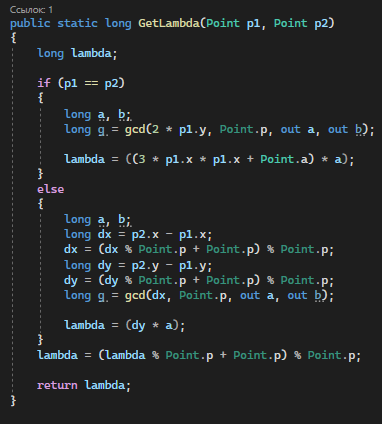 Ссылок: 1
public static long GetLambda(Point p1, Point p2)
{
    long lambda;
    if (p1 == p2)
    {
        long a, b;
        long q = gcd(2 * p1.y, Point.p, out a, out b);
        lambda = ((3 * p1.x * p1.x + Point.a) * a);
    }
    else
    {
        long a, b;
        long dx = p2.x - p1.x;
        dx = (dx % Point.p + Point.p) % Point.p;
        long dy = p2.y - p1.y;
        dy = (dy % Point.p + Point.p) % Point.p;
        long q = gcd(dx, Point.p, out a, out b);
        lambda = (dy * a);
    }
    lambda = (lambda % Point.p + Point.p) % Point.p;
    return lambda;
}